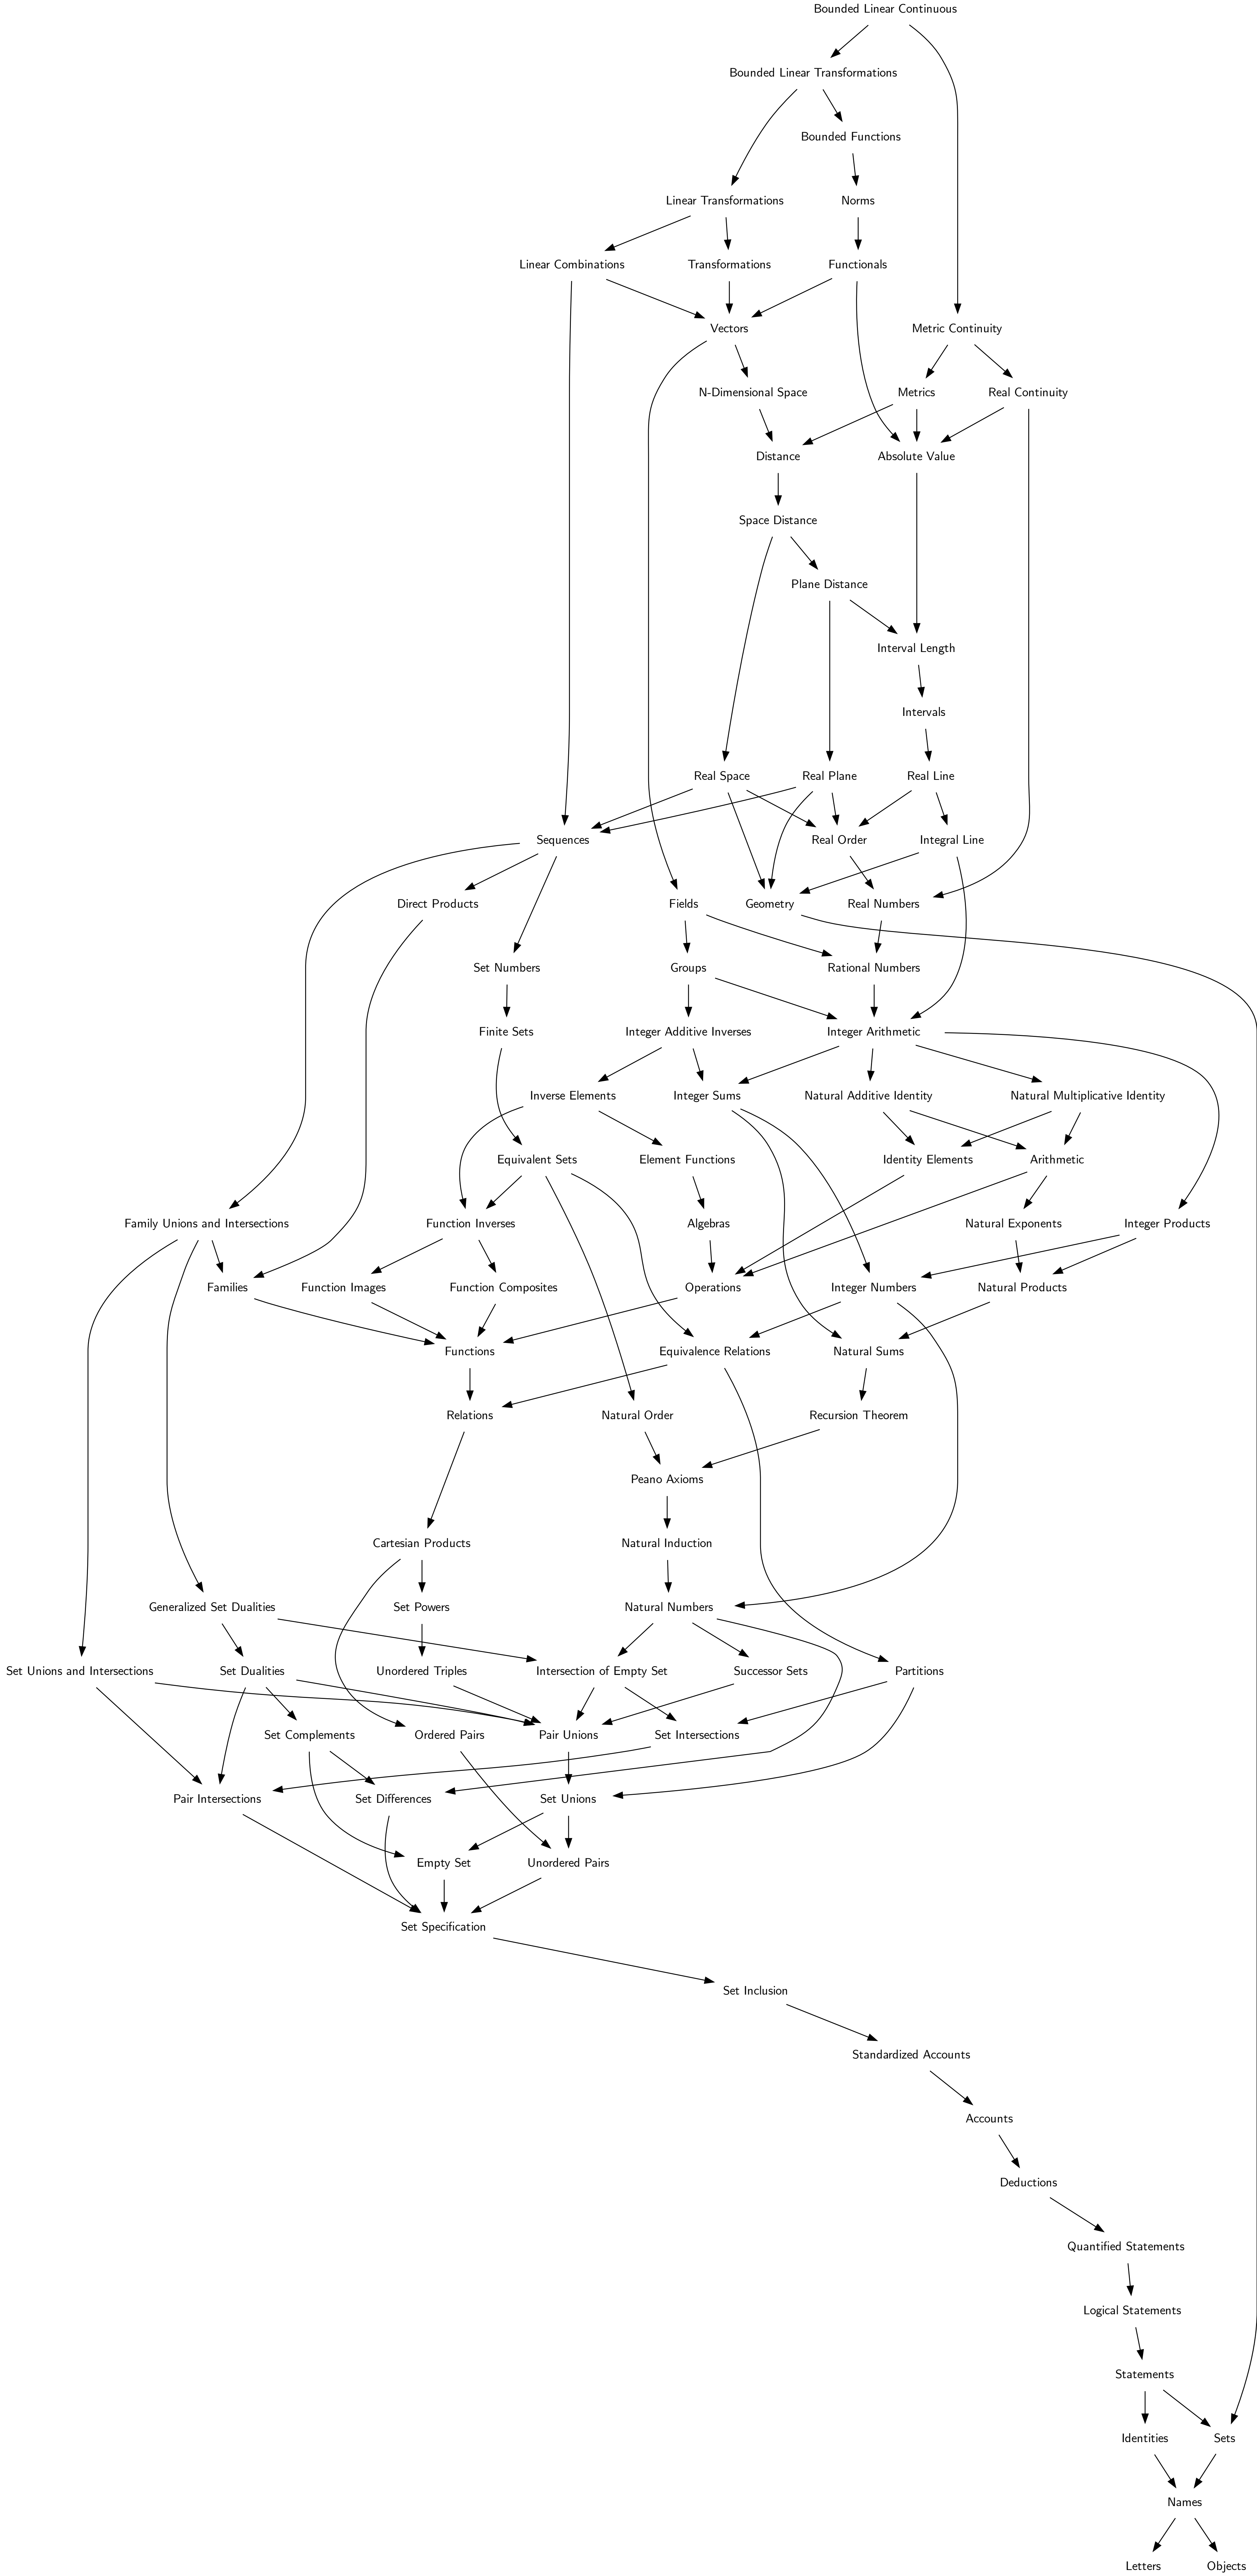 Bounded Linear Continuous
Bounded Linear Transformations
Bounded Functions
Linear Transformations
Norms
Linear Combinations
Transformations
Functionals
Vectors
Metric Continuity
N-Dimensional Space
Metrics
Real Continuity
Distance
Absolute Value
Space Distance
Plane Distance
Interval Length
Intervals
Real Space
Real Plane
Real Line
Sequences
Real Order
Integral Line
Direct Products
Fields
Geometry
Real Numbers
Set Numbers
Groups
Rational Numbers
Finite Sets
Integer Additive Inverses
Integer Arithmetic
Inverse Elements
Integer Sums
Natural Additive Identity
Natural Multiplicative Identity
Equivalent Sets
Element Functions
Identity Elements
Arithmetic
Family Unions and Intersections
Function Inverses
Algebras
Natural Exponents
Integer Products
Families
Function Images
Function Composites
Operations
Integer Numbers
Natural Products
Functions
Equivalence Relations
Natural Sums
Relations
Natural Order
Recursion Theorem
Peano Axioms
Cartesian Products
Natural Induction
Generalized Set Dualities
Set Powers
Natural Numbers
Set Unions and Intersections
Set Dualities
Unordered Triples
Intersection of Empty Set
Successor Sets
Partitions
Set Complements
Ordered Pairs
Pair Unions
Set Intersections
Pair Intersections
Set Differences
Set Unions
Empty Set
Unordered Pairs
Set Specification
Set Inclusion
Standardized Accounts
Accounts
Deductions
Quantified Statements
Logical Statements
Statements
Identities
Sets
Names
Letters
Objects